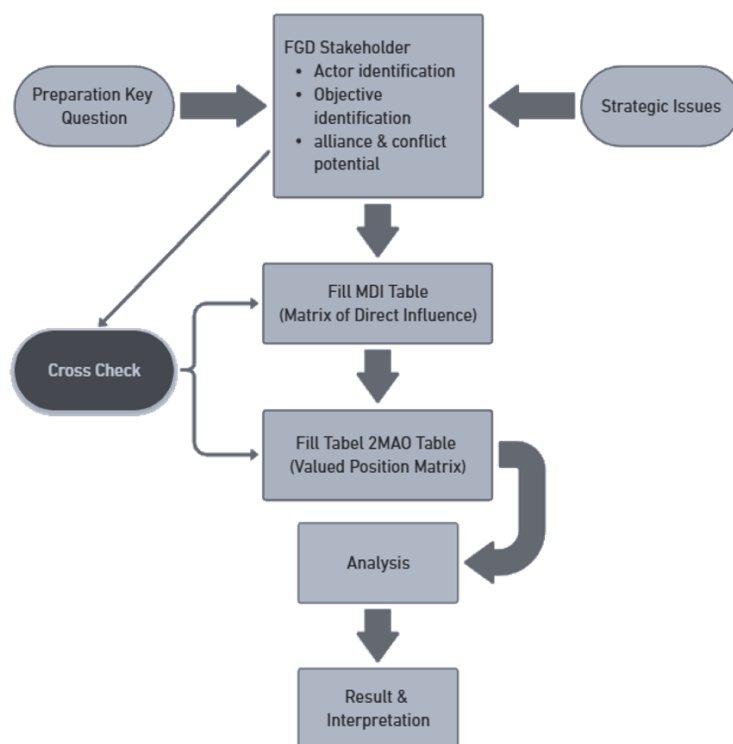 FGD Stakeholder
• Actor identification
• Objective
identification
• alliance & conflict
potential
Preparation Key
Question
Strategic Issues
Fill MDI Table
(Matrix of Direct Influence)
Cross Check
Fill Tabel 2MAO Table
(Valued Position Matrix)
Analysis
Result &
Interpretation